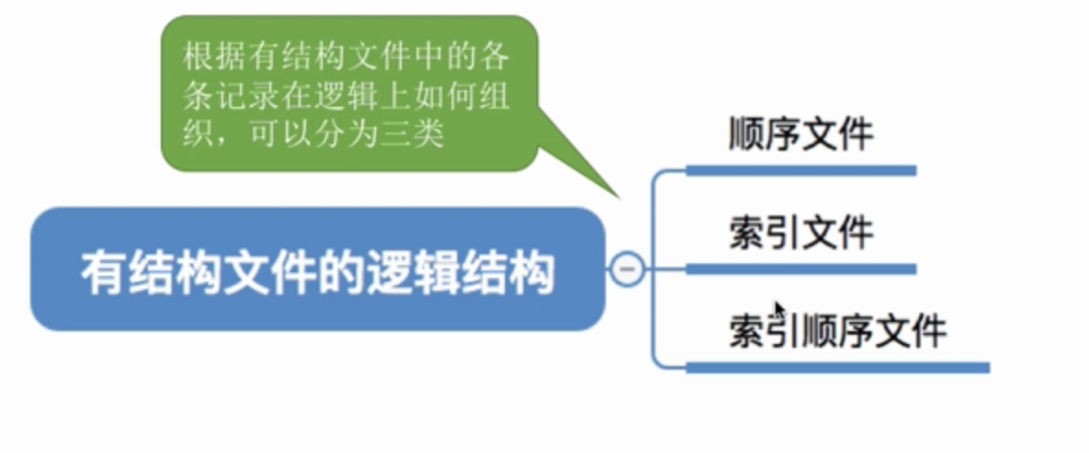 根据有结构文件中的各
条记录在逻辑上如何组
织，可以分为三类
顺序文件
有结构文件的逻辑结构
索引文件
索引顺序文件